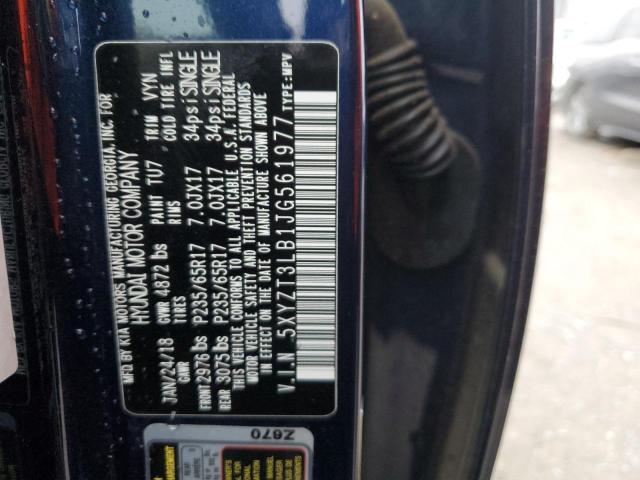 MFD BY KIA MOTORS MANUFACTURING GEORGIA, INC. FOR
HYUNDAI MOTOR COMPANY
JAN/24/18 GVWR 4872 lbs PAINT TU7 TRIM VYN
GAWR TIRES RIMS COLD TIRE INFL
FRONT 2976 lbs P235/65R17 7.0JX17 34psi SINGLE
REAR 3075 lbs P235/65R17 7.0JX17 34psi SINGLE
THIS VEHICLE CONFORMS TO ALL APPLICABLE U.S.A. FEDERAL
MOTOR VEHICLE SAFETY AND THEFT PREVENTION STANDARDS
IN EFFECT ON THE DATE OF MANUFACTURE SHOWN ABOVE
V.I.N 5XYZT3LB1JG561977 TYPE:MPV
Z670